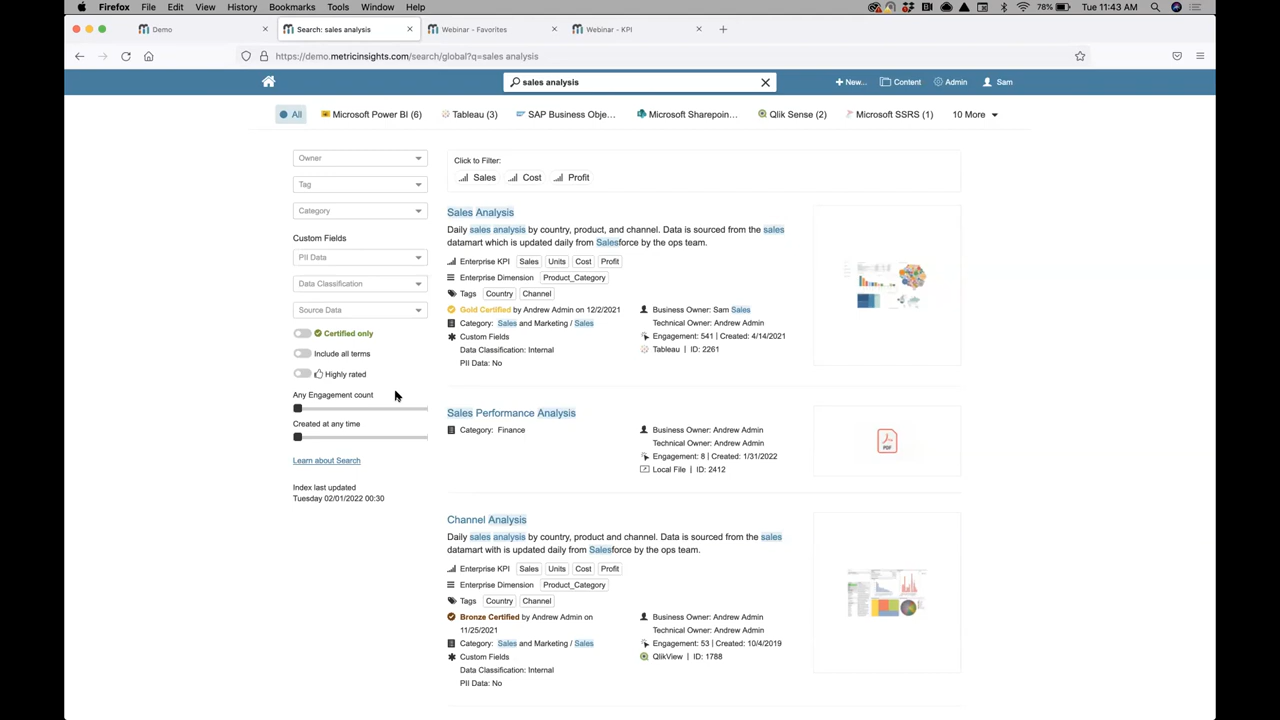 Firefox File Edit View History Bookmarks Tools Window Help 78% Tue 11:43 AM
Demo Search: sales analysis Webinar - Favorites Webinar - KPI
https://demo.metricinsights.com/search/global?q=sales analysis
sales analysis + New... Content Admin Sam
All Microsoft Power BI (6) Tableau (3) SAP Business Obje... Microsoft Sharepoin... Qlik Sense (2) Microsoft SSRS (1) 10 More
Owner
Tag
Category
Custom Fields
PII Data
Data Classification
Source Data
Certified only
Include all terms
Highly rated
Any Engagement count
Created at any time
Learn about Search
Index last updated
Tuesday 02/01/2022 00:30
Click to Filter:
Sales Cost Profit
Sales Analysis
Daily sales analysis by country, product, and channel. Data is sourced from the sales
datamart which is updated daily from Salesforce by the ops team.
Enterprise KPI Sales Units Cost Profit
Enterprise Dimension Product_Category
Tags Country Channel
Gold Certified by Andrew Admin on 12/2/2021
Category: Sales and Marketing / Sales
Custom Fields
Data Classification: Internal
PII Data: No
Business Owner: Sam Sales
Technical Owner: Andrew Admin
Engagement: 541 | Created: 4/14/2021
Tableau | ID: 2261
Sales Performance Analysis
Category: Finance
Business Owner: Andrew Admin
Technical Owner: Andrew Admin
Engagement: 8 | Created: 1/31/2022
Local File | ID: 2412
PDF
Channel Analysis
Daily sales analysis by country, product and channel. Data is sourced from the sales
datamart with is updated daily from Salesforce by the ops team.
Enterprise KPI Sales Units Cost Profit
Enterprise Dimension Product_Category
Tags Country Channel
Bronze Certified by Andrew Admin on
11/25/2021
Category: Sales and Marketing / Sales
Custom Fields
Data Classification: Internal
PII Data: No
Business Owner: Andrew Admin
Technical Owner: Andrew Admin
Engagement: 53 | Created: 10/4/2019
QlikView | ID: 1788